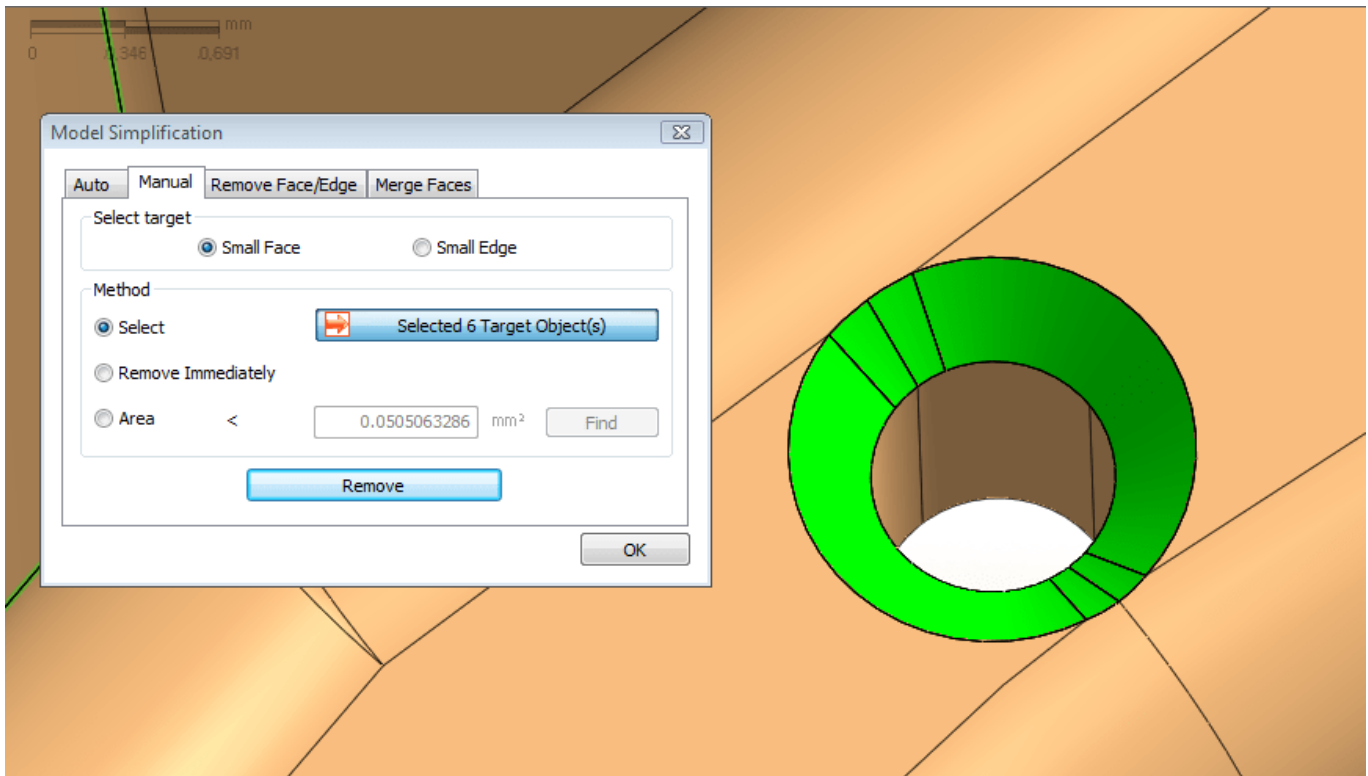 mm
0 0,346 0,691
Model Simplification
Auto Manual Remove Face/Edge Merge Faces
Select target
Small Face Small Edge
Method
Select Selected 6 Target Object(s)
Remove Immediately
Area < 0.0505063286 mm² Find
Remove
OK